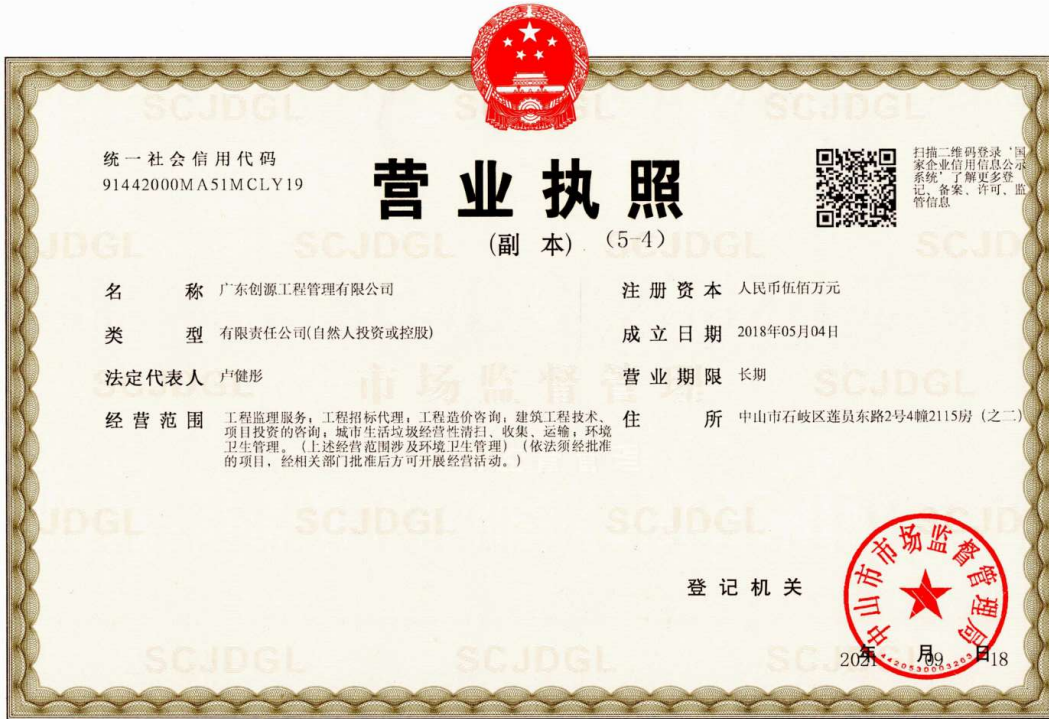 统一社会信用代码
91442000MA51MCLY19
营业执照
(副 本) (5-4)
扫描二维码登录‘国
家企业信用信息公示
系统’了解更多登
记、备案、许可、监
管信息
名 称 广东创源工程管理有限公司
类 型 有限责任公司(自然人投资或控股)
法定代表人 卢健彤
经营范围 工程监理服务；工程招标代理；工程造价咨询；建筑工程技术、
项目投资的咨询；城市生活垃圾经营性清扫、收集、运输；环境
卫生管理。（上述经营范围涉及环境卫生管理）（依法须经批准
的项目，经相关部门批准后方可开展经营活动。）
注册资本 人民币伍佰万元
成立日期 2018年05月04日
营业期限 长期
住 所 中山市石岐区莲员东路2号4幢2115房（之二）
登记机关
中山市市场监督管理局
4420530003203
2021年 月09 日18
SCJDGL
市场监督管理